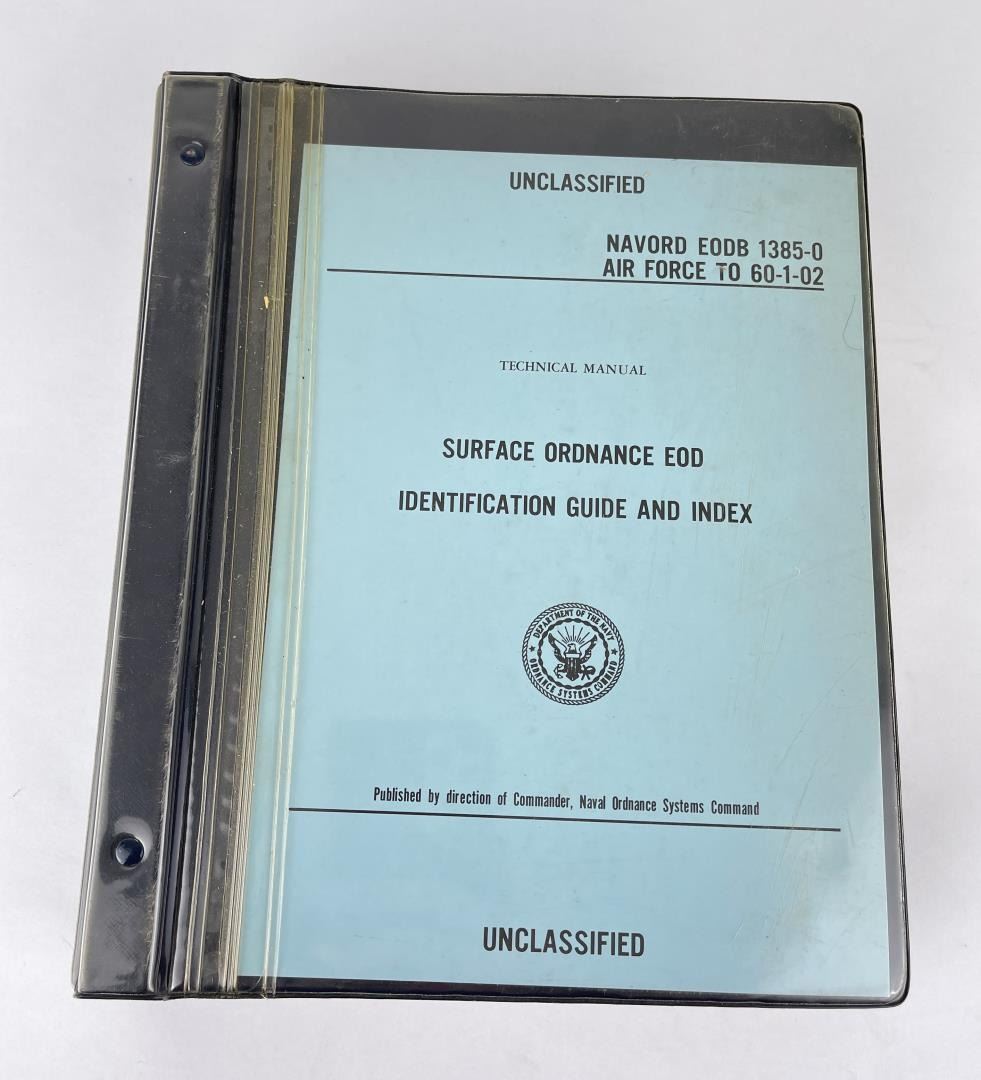 UNCLASSIFIED
NAVORD EODB 1385-0
AIR FORCE TO 60-1-02
TECHNICAL MANUAL
SURFACE ORDNANCE EOD
IDENTIFICATION GUIDE AND INDEX
DEPARTMENT OF THE NAVY
ORDNANCE SYSTEMS COMMAND
Published by direction of Commander, Naval Ordnance Systems Command
UNCLASSIFIED